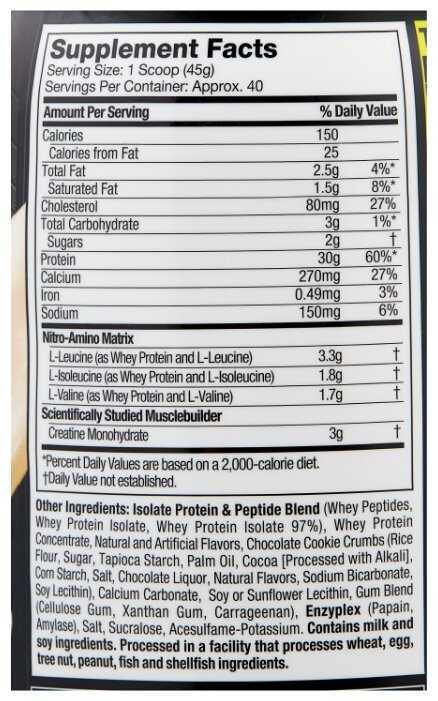 Supplement Facts
Serving Size: 1 Scoop (45g)
Servings Per Container: Approx. 40
Amount Per Serving % Daily Value
Calories 150
Calories from Fat 25
Total Fat 2.5g 4%*
Saturated Fat 1.5g 8%*
Cholesterol 80mg 27%
Total Carbohydrate 3g 1%*
Sugars 2g †
Protein 30g 60%*
Calcium 270mg 27%
Iron 0.49mg 3%
Sodium 150mg 6%
Nitro-Amino Matrix
L-Leucine (as Whey Protein and L-Leucine) 3.3g †
L-Isoleucine (as Whey Protein and L-Isoleucine) 1.8g †
L-Valine (as Whey Protein and L-Valine) 1.7g †
Scientifically Studied Musclebuilder
Creatine Monohydrate 3g †
*Percent Daily Values are based on a 2,000-calorie diet.
†Daily Value not established.
Other Ingredients: Isolate Protein & Peptide Blend (Whey Peptides,
Whey Protein Isolate, Whey Protein Isolate 97%), Whey Protein
Concentrate, Natural and Artificial Flavors, Chocolate Cookie Crumbs (Rice
Flour, Sugar, Tapioca Starch, Palm Oil, Cocoa [Processed with Alkali],
Corn Starch, Salt, Chocolate Liquor, Natural Flavors, Sodium Bicarbonate,
Soy Lecithin), Calcium Carbonate, Soy or Sunflower Lecithin, Gum Blend
(Cellulose Gum, Xanthan Gum, Carrageenan), Enzyplex (Papain,
Amylase), Salt, Sucralose, Acesulfame-Potassium. Contains milk and
soy ingredients. Processed in a facility that processes wheat, egg,
tree nut, peanut, fish and shellfish ingredients.